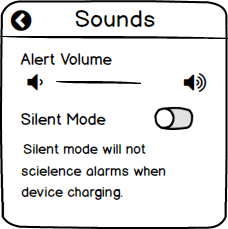 Sounds
Alert Volume
Silent Mode
Silent mode will not
scielence alarms when
device charging.